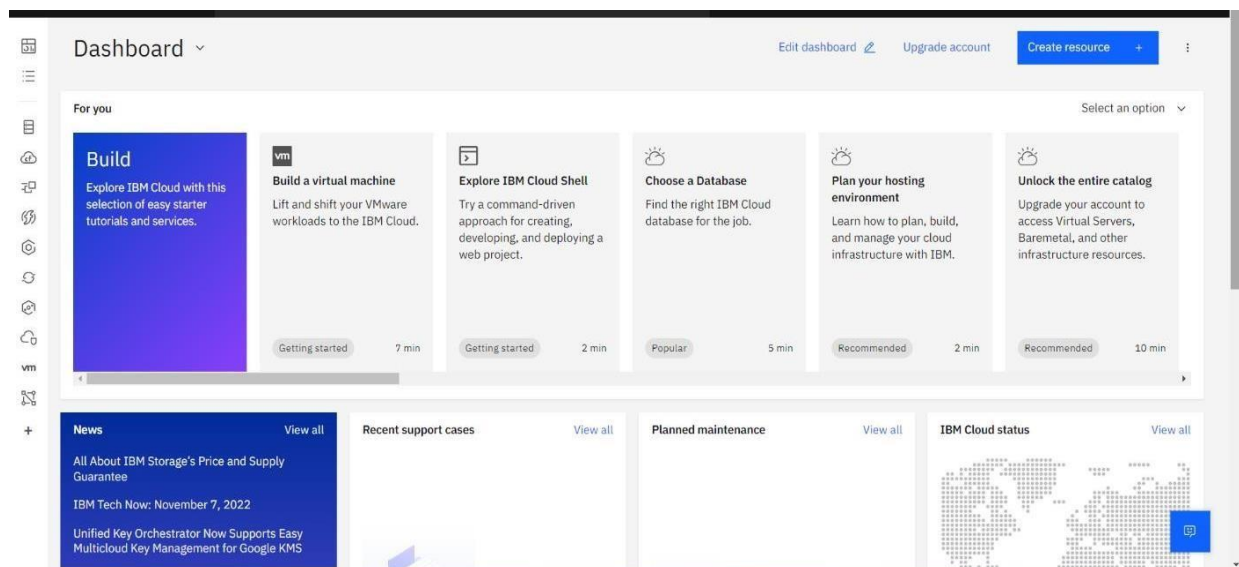 Dashboard
Edit dashboard
Upgrade account
Create resource +
For you
Select an option
Build
Explore IBM Cloud with this
selection of easy starter
tutorials and services.
vm
Build a virtual machine
Lift and shift your VMware
workloads to the IBM Cloud.
Getting started 7 min
Explore IBM Cloud Shell
Try a command-driven
approach for creating,
developing, and deploying a
web project.
Getting started 2 min
Choose a Database
Find the right IBM Cloud
database for the job.
Popular 5 min
Plan your hosting
environment
Learn how to plan, build,
and manage your cloud
infrastructure with IBM.
Recommended 2 min
Unlock the entire catalog
Upgrade your account to
access Virtual Servers,
Baremetal, and other
infrastructure resources.
Recommended 10 min
vm
+
News View all
All About IBM Storage's Price and Supply
Guarantee
IBM Tech Now: November 7, 2022
Unified Key Orchestrator Now Supports Easy
Multicloud Key Management for Google KMS
Recent support cases View all
Planned maintenance View all
IBM Cloud status View all